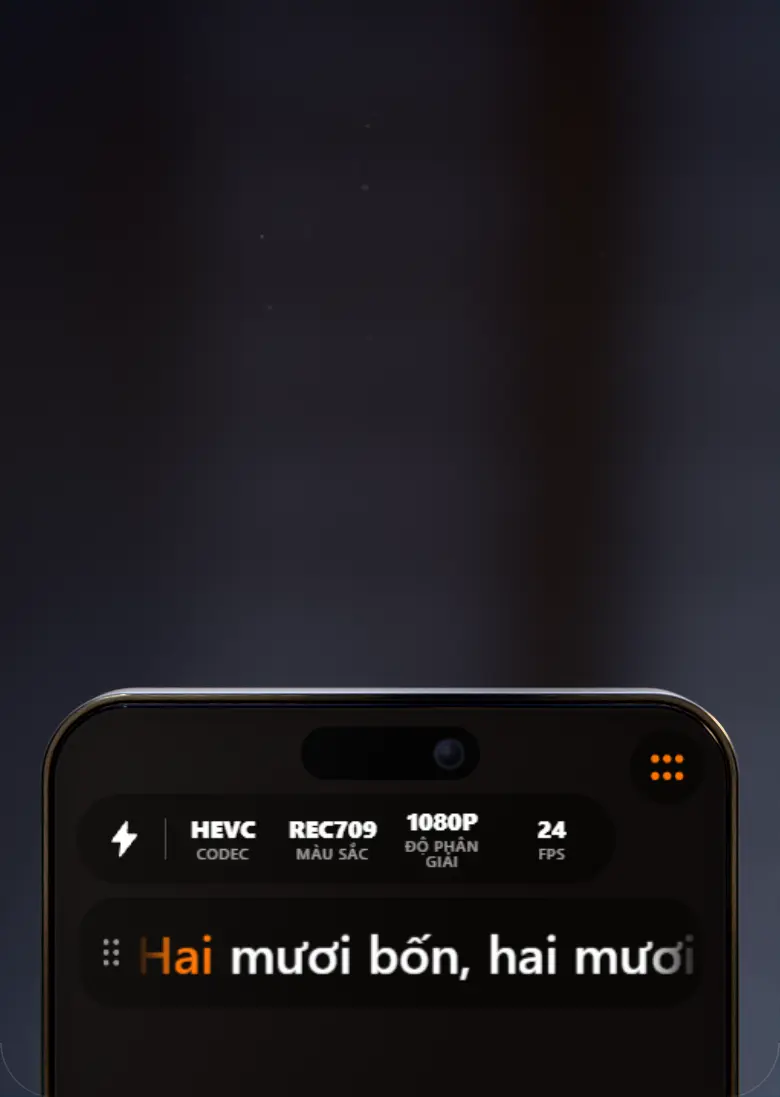 HEVC REC709 1080P 24
CODEC MÀU SẮC ĐỘ PHÂN GIẢI FPS
Hai mươi bốn, hai mươi